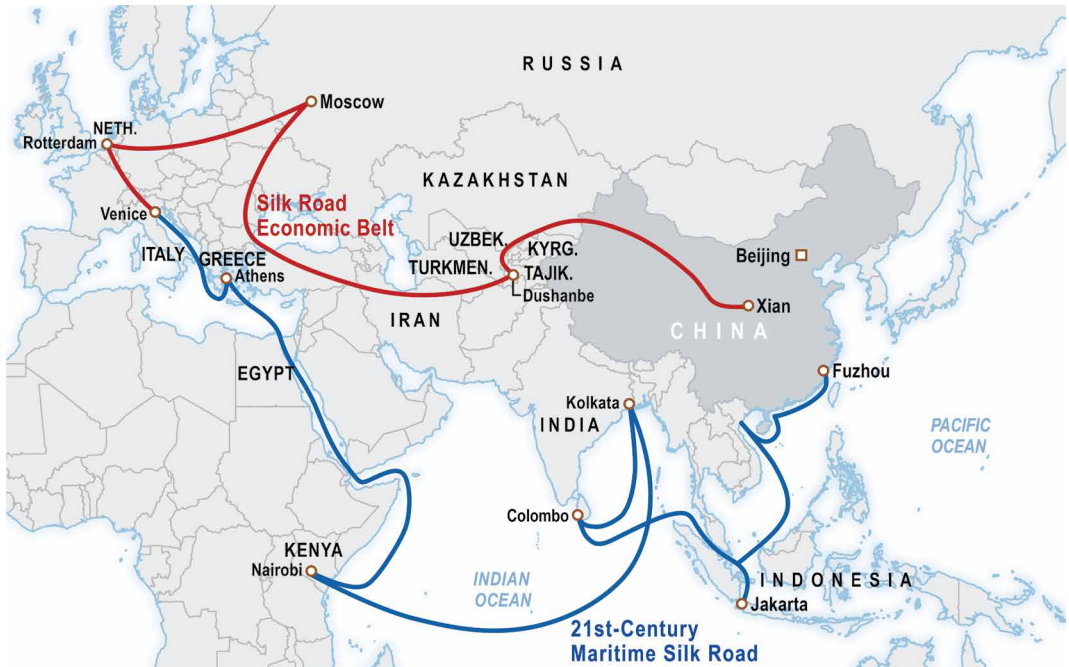 RUSSIA
Moscow
NETH.
Rotterdam
KAZAKHSTAN
Silk Road
Economic Belt
Venice
UZBEK.
KYRG.
ITALY
GREECE
Athens
TURKMEN.
TAJIK.
Dushanbe
Beijing
Xian
IRAN
CHINA
EGYPT
Fuzhou
Kolkata
INDIA
PACIFIC
OCEAN
Colombo
KENYA
Nairobi
INDIAN
OCEAN
INDONESIA
Jakarta
21st-Century
Maritime Silk Road